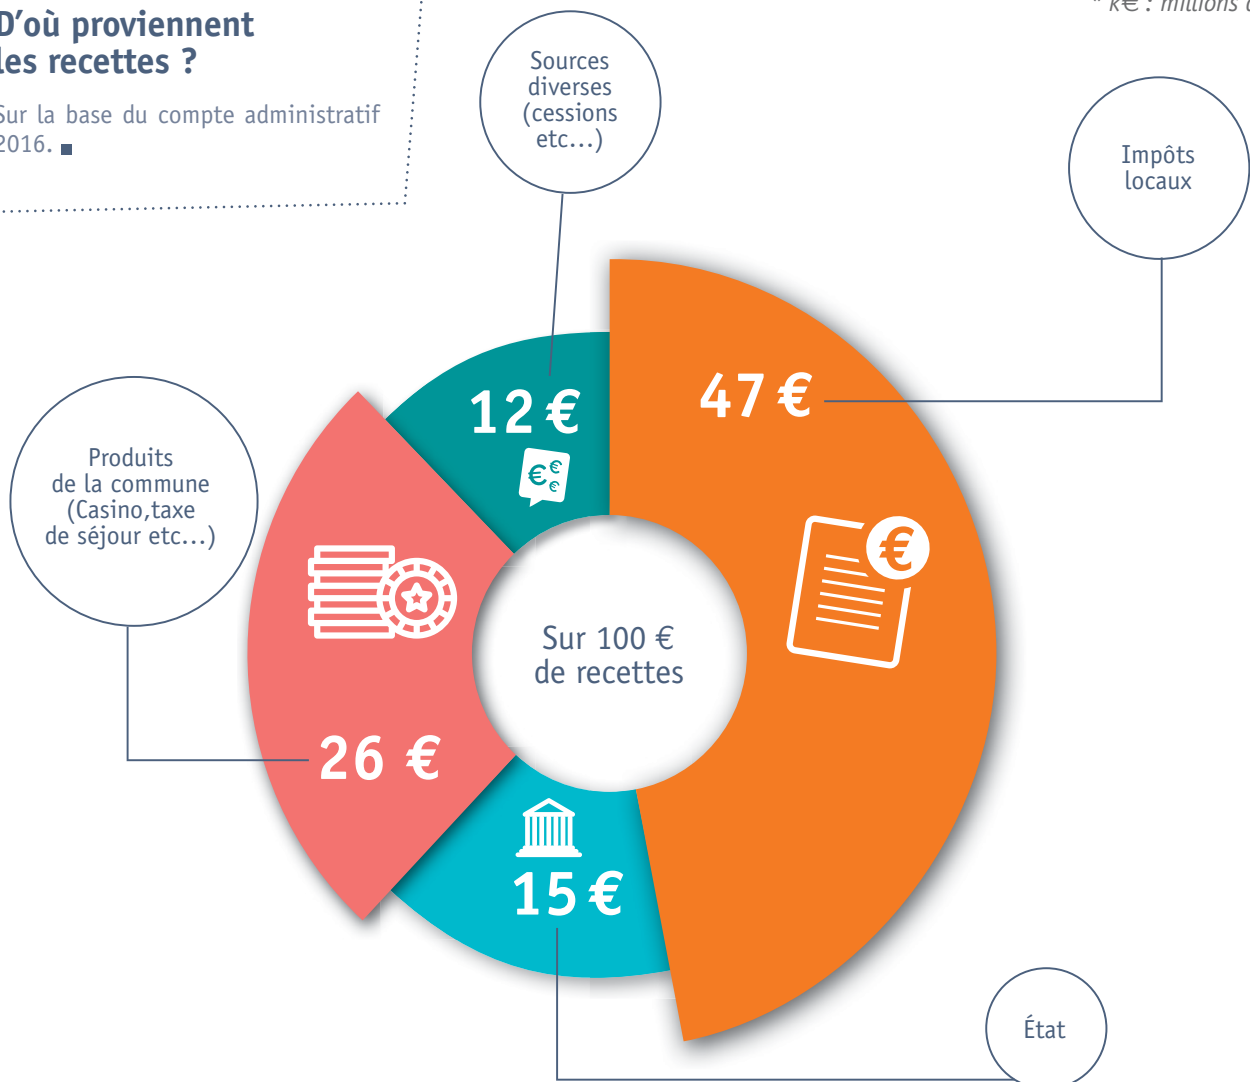 * k€ : millions
D’où proviennent
les recettes ?
Sur la base du compte administratif
2016.
Sources
diverses
(cessions
etc...)
Impôts
locaux
12 €
47 €
€ € €
€
Produits
de la commune
(Casino,taxe
de séjour etc...)
Sur 100 €
de recettes
26 €
15 €
État